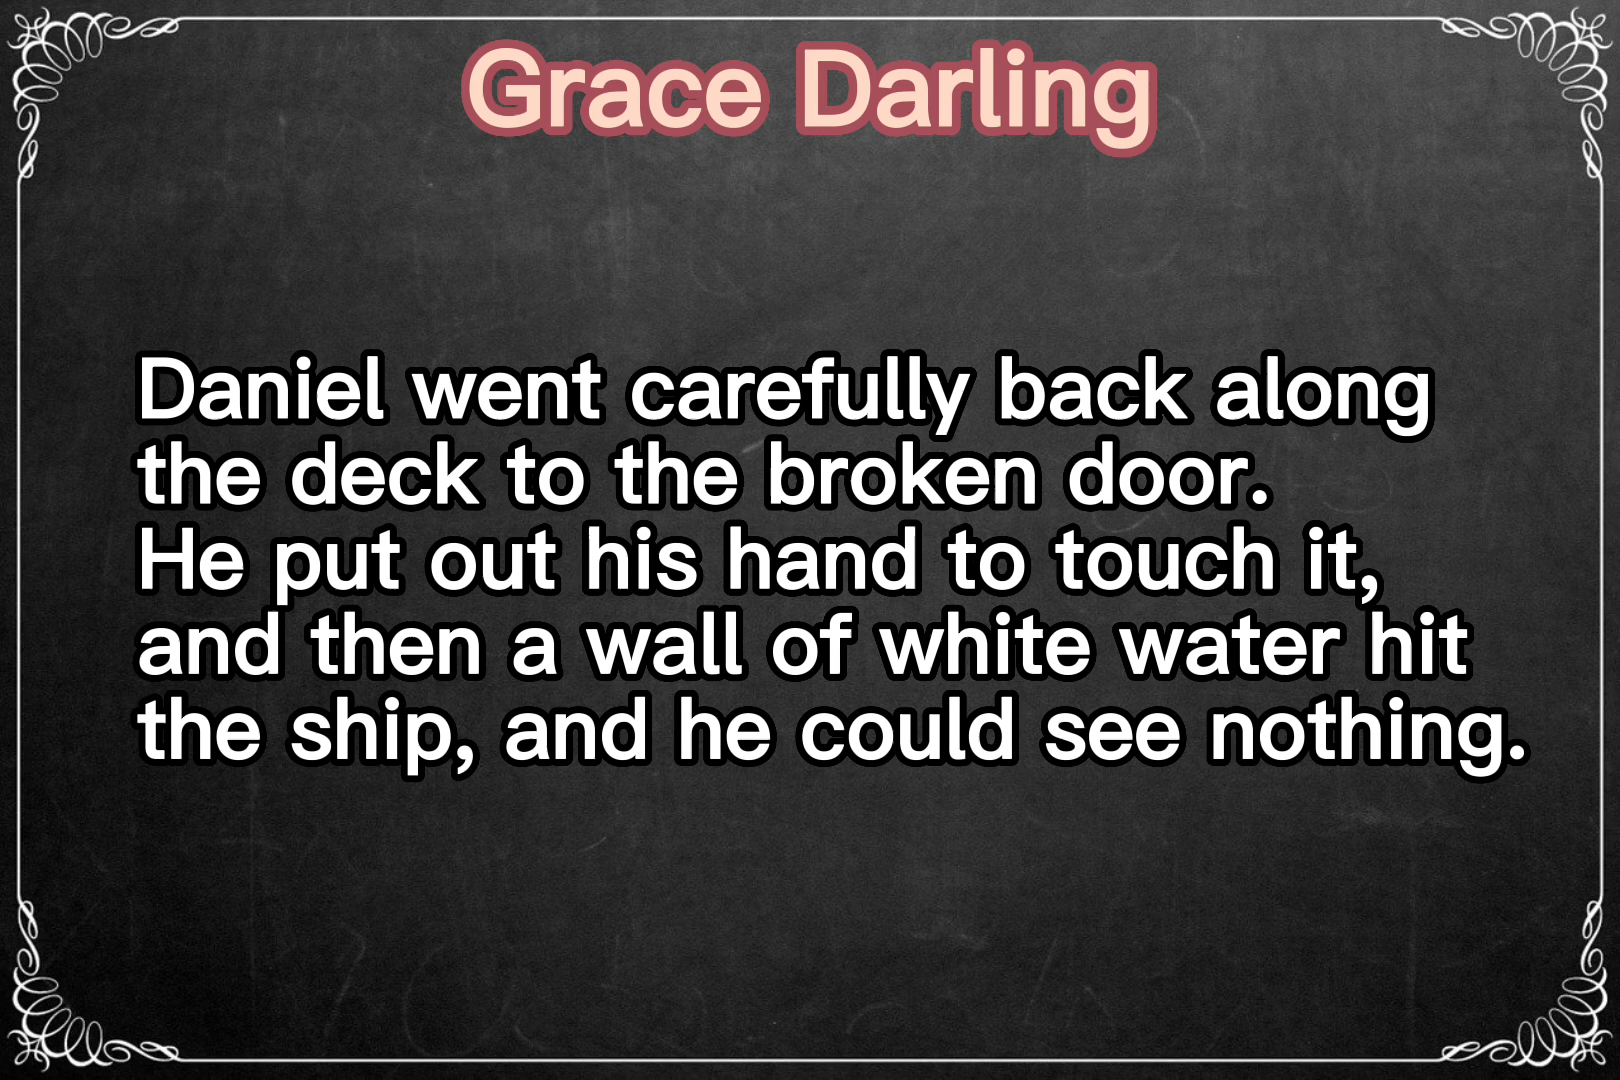 Grace Darling
Daniel went carefully back along
the deck to the broken door.
He put out his hand to touch it,
and then a wall of white water hit
the ship, and he could see nothing.